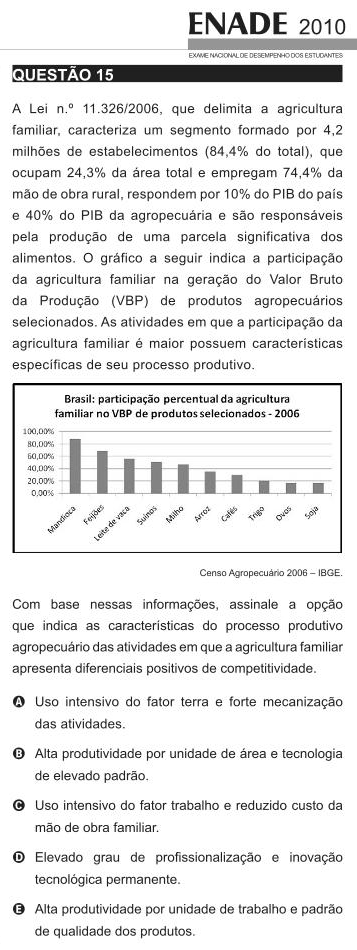 ENADE 2010
EXAME NACIONAL DE DESEMPENHO DOS ESTUDANTES
QUESTÃO 15
A Lei n.º 11.326/2006, que delimita a agricultura
familiar, caracteriza um segmento formado por 4,2
milhões de estabelecimentos (84,4% do total), que
ocupam 24,3% da área total e empregam 74,4% da
mão de obra rural, respondem por 10% do PIB do país
e 40% do PIB da agropecuária e são responsáveis
pela produção de uma parcela significativa dos
alimentos. O gráfico a seguir indica a participação
da agricultura familiar na geração do Valor Bruto
da Produção (VBP) de produtos agropecuários
selecionados. As atividades em que a participação da
agricultura familiar é maior possuem características
específicas de seu processo produtivo.
Brasil: participação percentual da agricultura
familiar no VBP de produtos selecionados - 2006
100,00%
80,00%
60,00%
40,00%
20,00%
0,00%
Mandioca
Feijões
Leite de vaca
Suínos
Milho
Arroz
Cafés
Trigo
Ovos
Soja
Censo Agropecuário 2006 – IBGE.
Com base nessas informações, assinale a opção
que indica as características do processo produtivo
agropecuário das atividades em que a agricultura familiar
apresenta diferenciais positivos de competitividade.
A Uso intensivo do fator terra e forte mecanização
das atividades.
B Alta produtividade por unidade de área e tecnologia
de elevado padrão.
C Uso intensivo do fator trabalho e reduzido custo da
mão de obra familiar.
D Elevado grau de profissionalização e inovação
tecnológica permanente.
E Alta produtividade por unidade de trabalho e padrão
de qualidade dos produtos.